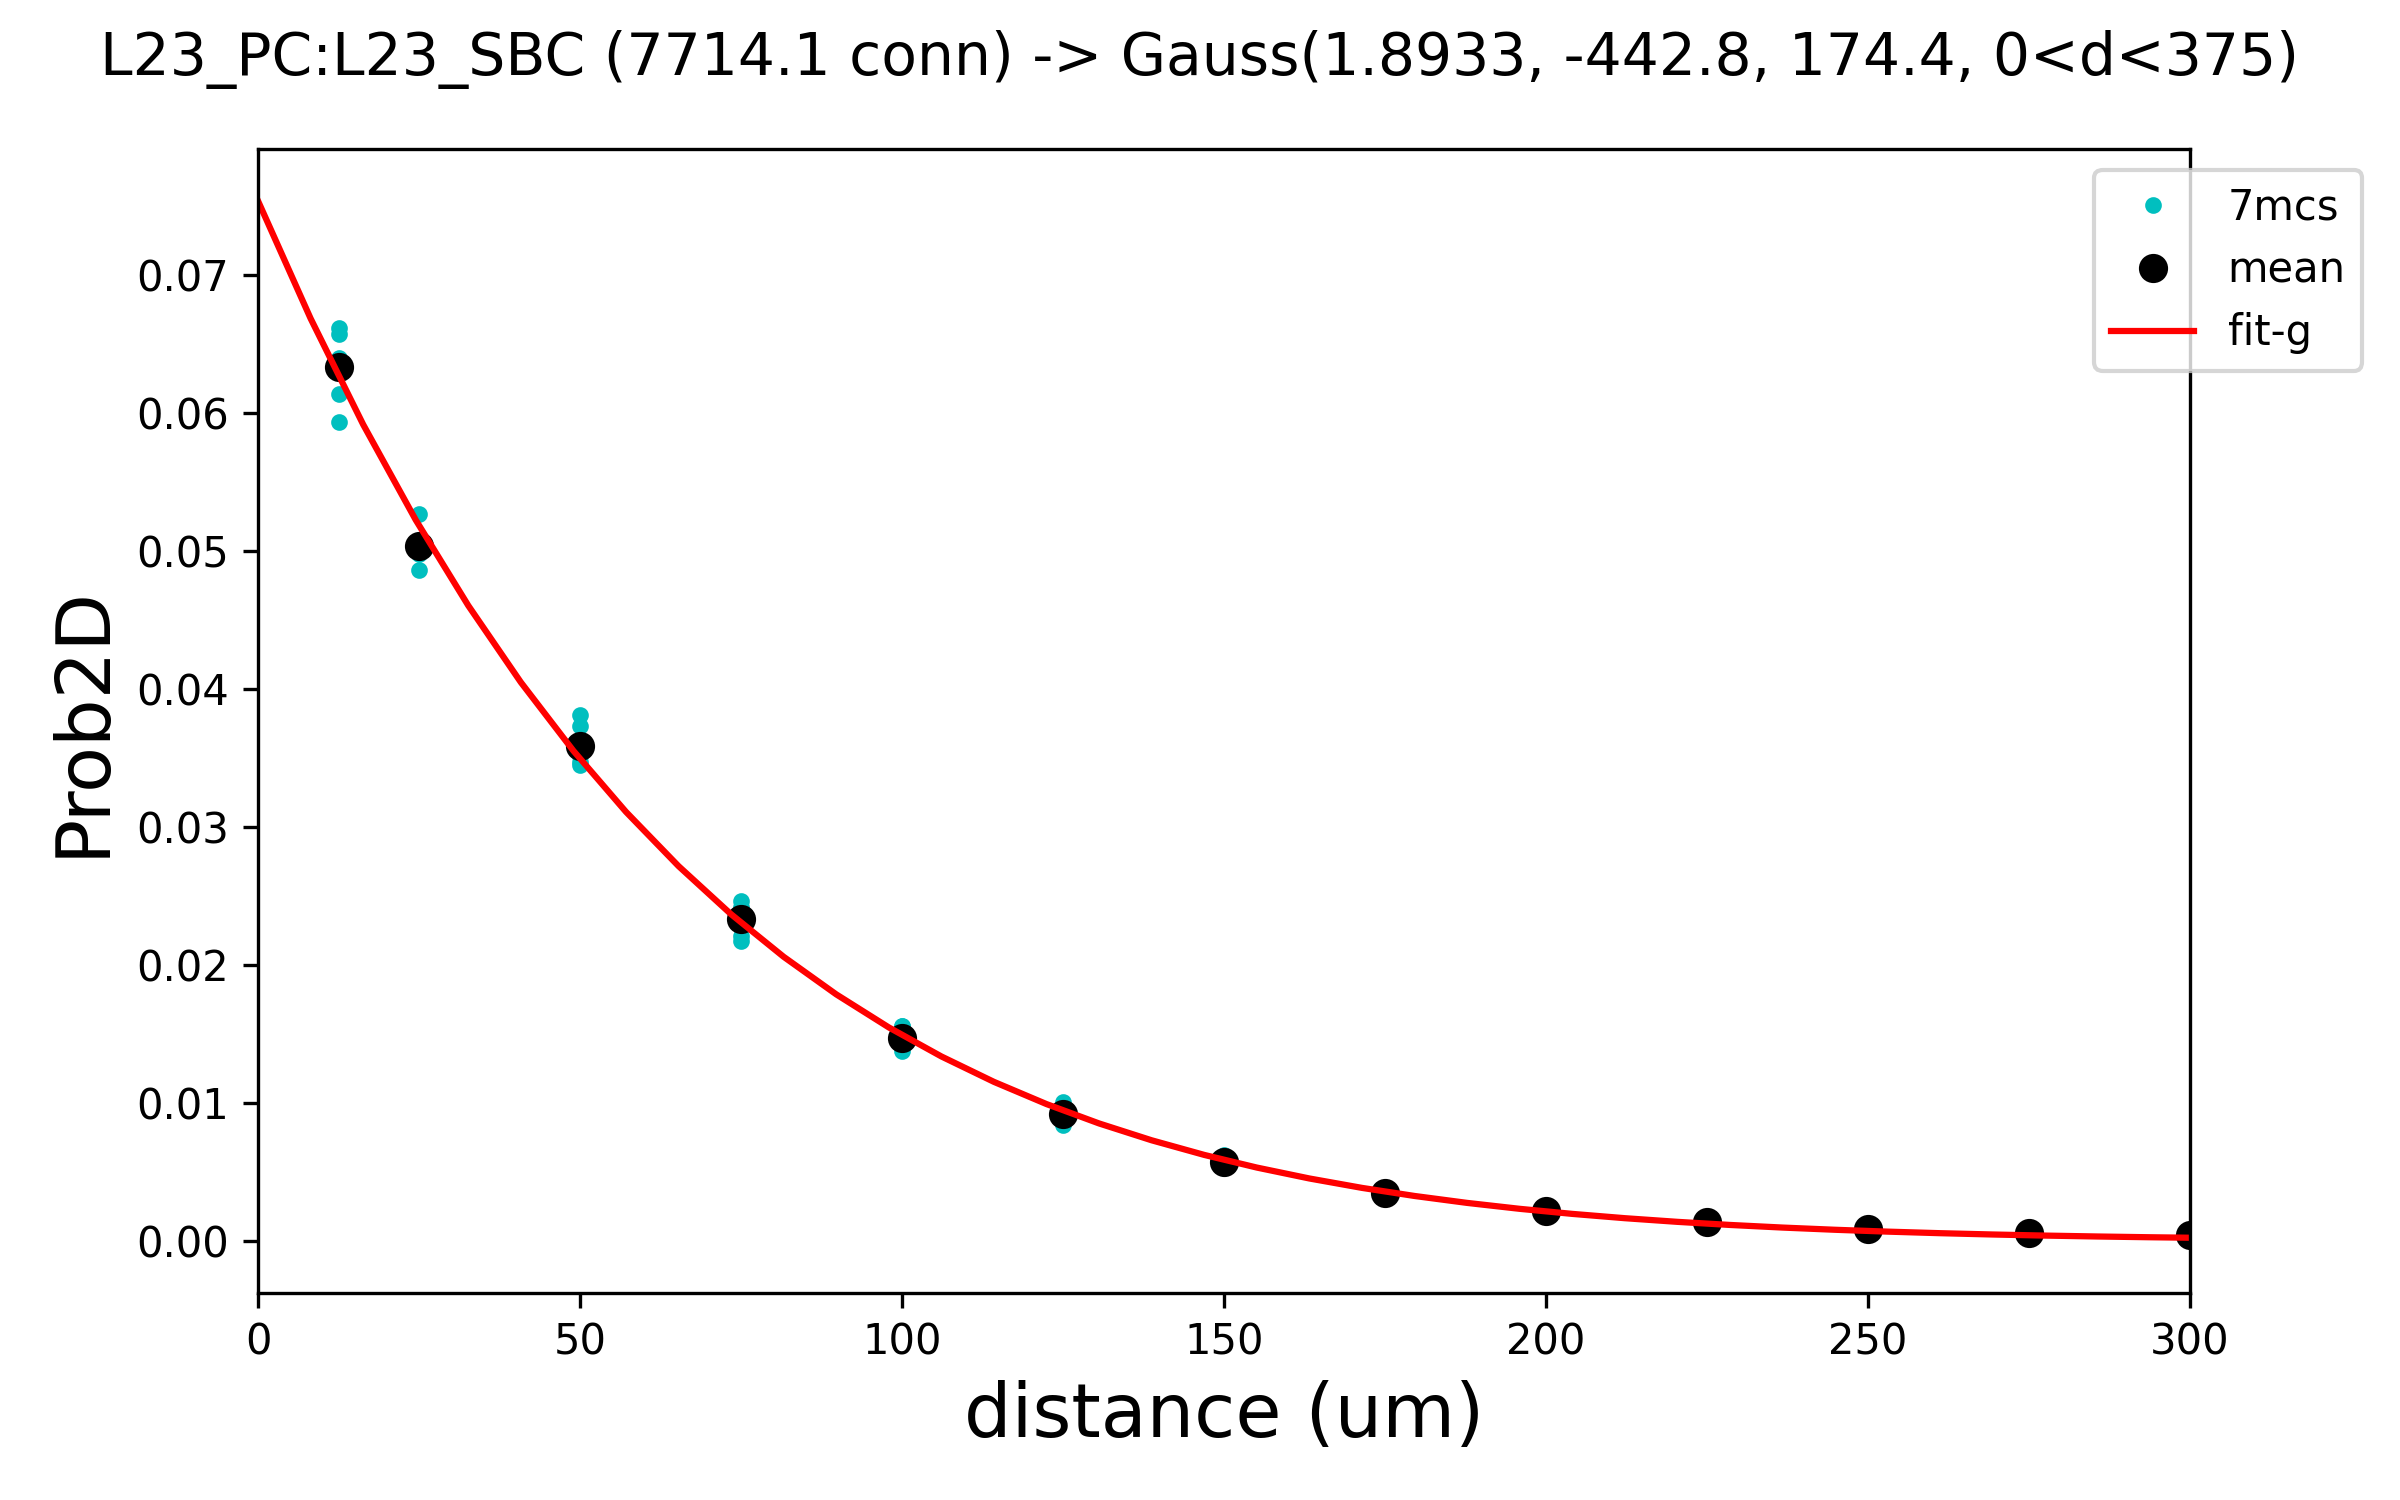 L23_PC:L23_SBC (7714.1 conn) -> Gauss(1.8933, -442.8, 174.4, 0<d<375)
7mcs
mean
fit-g
Prob2D
0.07
0.06
0.05
0.04
0.03
0.02
0.01
0.00
0 50 100 150 200 250 300
distance (um)